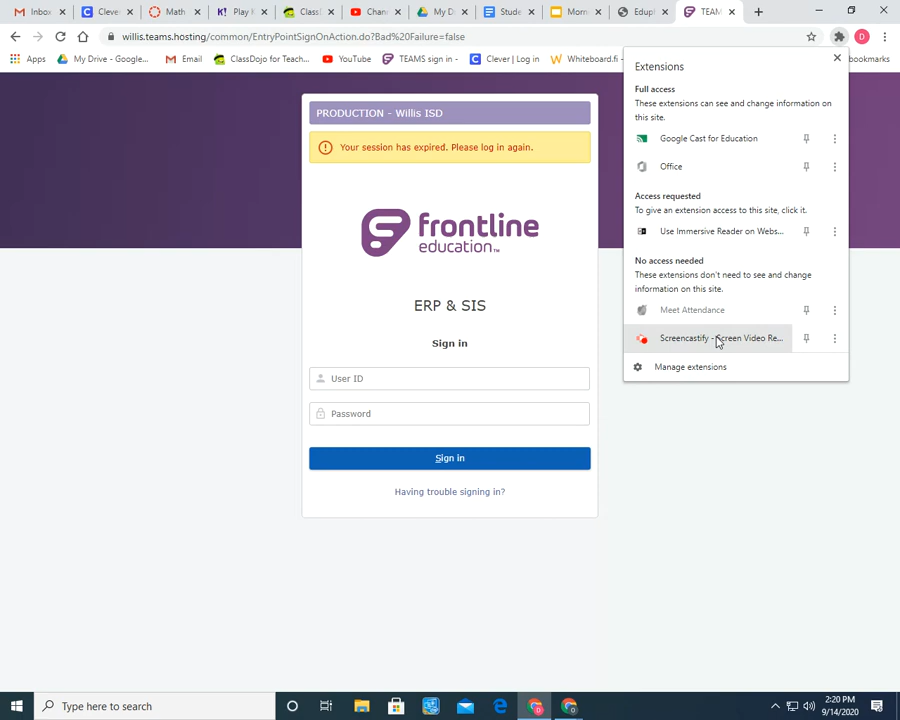 Inbox
Cleve
Math
Play
ClassD
Chan
My D
Stude
Morn
Edupl
TEAM
willis.teams.hosting/common/EntryPointSignOnAction.do?Bad%20Failure=false
D
Apps
My Drive - Google...
Email
ClassDojo for Teach...
YouTube
TEAMS sign in -
Clever | Log in
Whiteboard.fi -
bookmarks
Extensions
Full access
These extensions can see and change information on
this site.
Google Cast for Education
Office
Access requested
To give an extension access to this site, click it.
Use Immersive Reader on Webs...
No access needed
These extensions don't need to see and change
information on this site.
Meet Attendance
Screencastify - Screen Video Re...
Manage extensions
PRODUCTION - Willis ISD
Your session has expired. Please log in again.
frontline
education™
ERP & SIS
Sign in
User ID
Password
Sign in
Having trouble signing in?
Type here to search
2:20 PM
9/14/2020